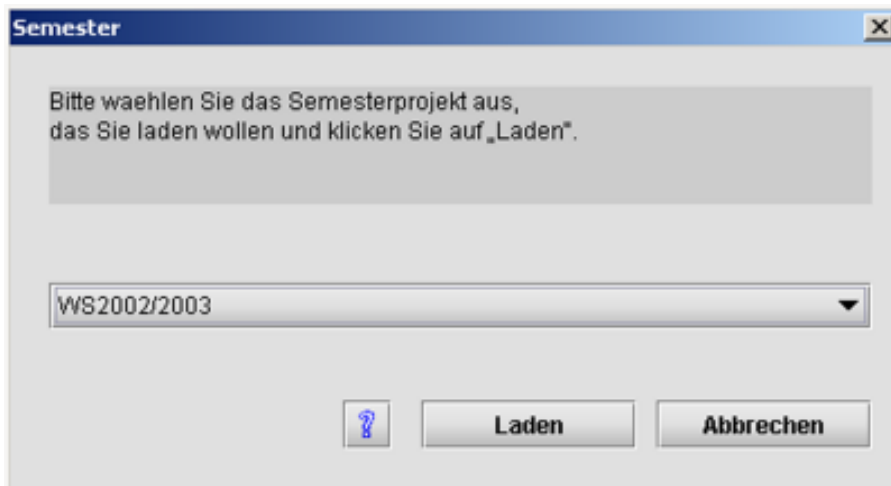 Semester
Bitte waehlen Sie das Semesterprojekt aus,
das Sie laden wollen und klicken Sie auf „Laden“.
WS2002/2003
?
Laden
Abbrechen